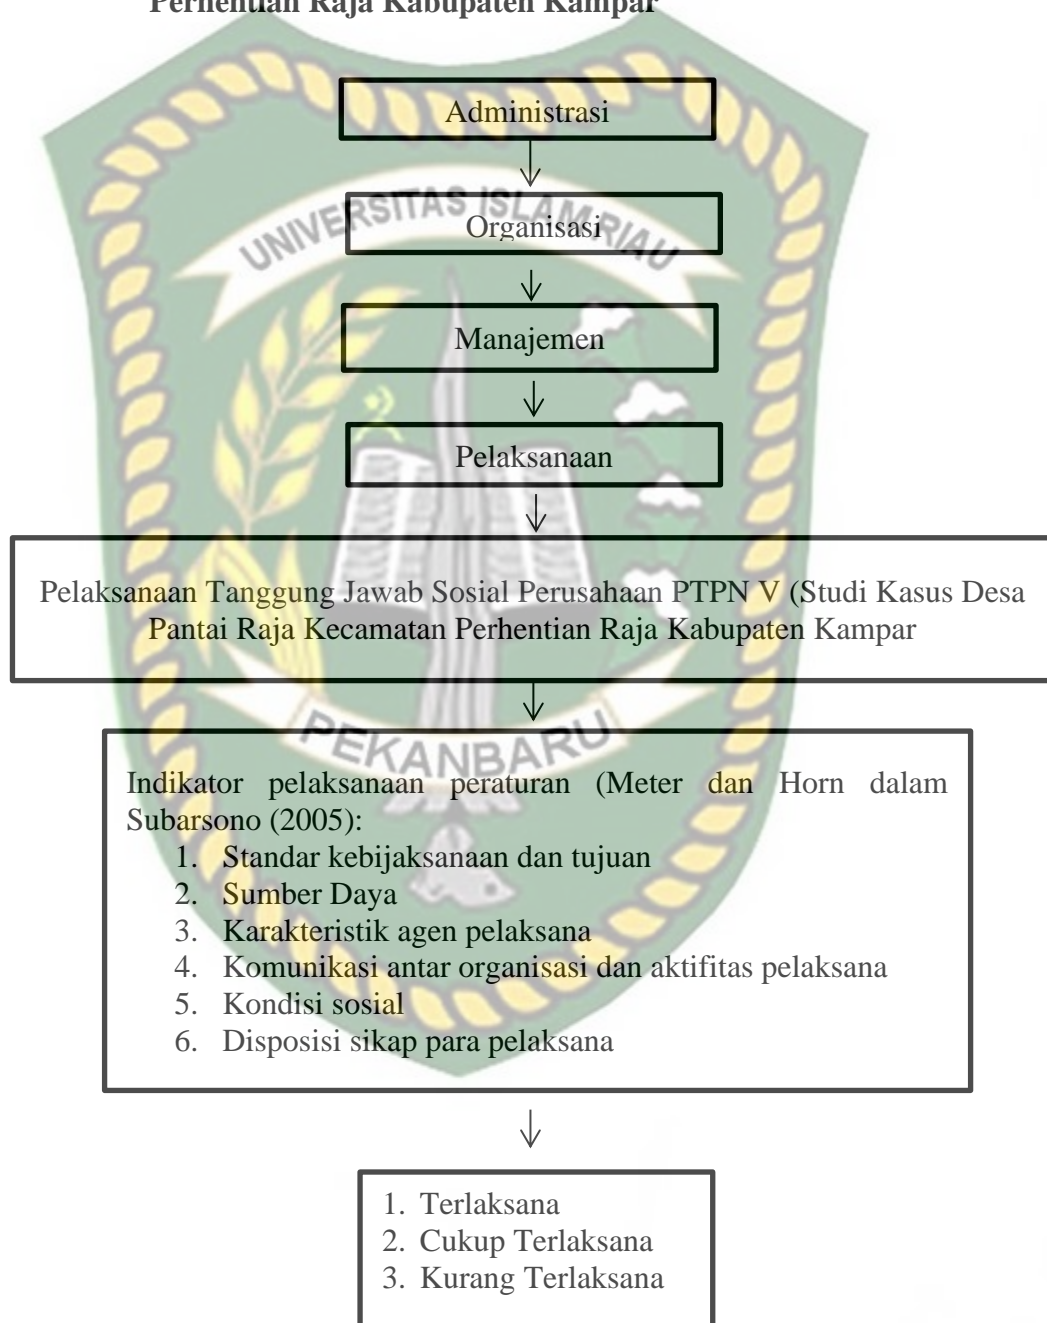 Perhentian Raja Kabupaten Kampar
Administrasi
UNIVERSITAS ISLAM RIAU
Organisasi
Manajemen
Pelaksanaan
Pelaksanaan Tanggung Jawab Sosial Perusahaan PTPN V (Studi Kasus Desa
Pantai Raja Kecamatan Perhentian Raja Kabupaten Kampar
PEKANBARU
Indikator pelaksanaan peraturan (Meter dan Horn dalam
Subarsono (2005):
1. Standar kebijaksanaan dan tujuan
2. Sumber Daya
3. Karakteristik agen pelaksana
4. Komunikasi antar organisasi dan aktifitas pelaksana
5. Kondisi sosial
6. Disposisi sikap para pelaksana
1. Terlaksana
2. Cukup Terlaksana
3. Kurang Terlaksana